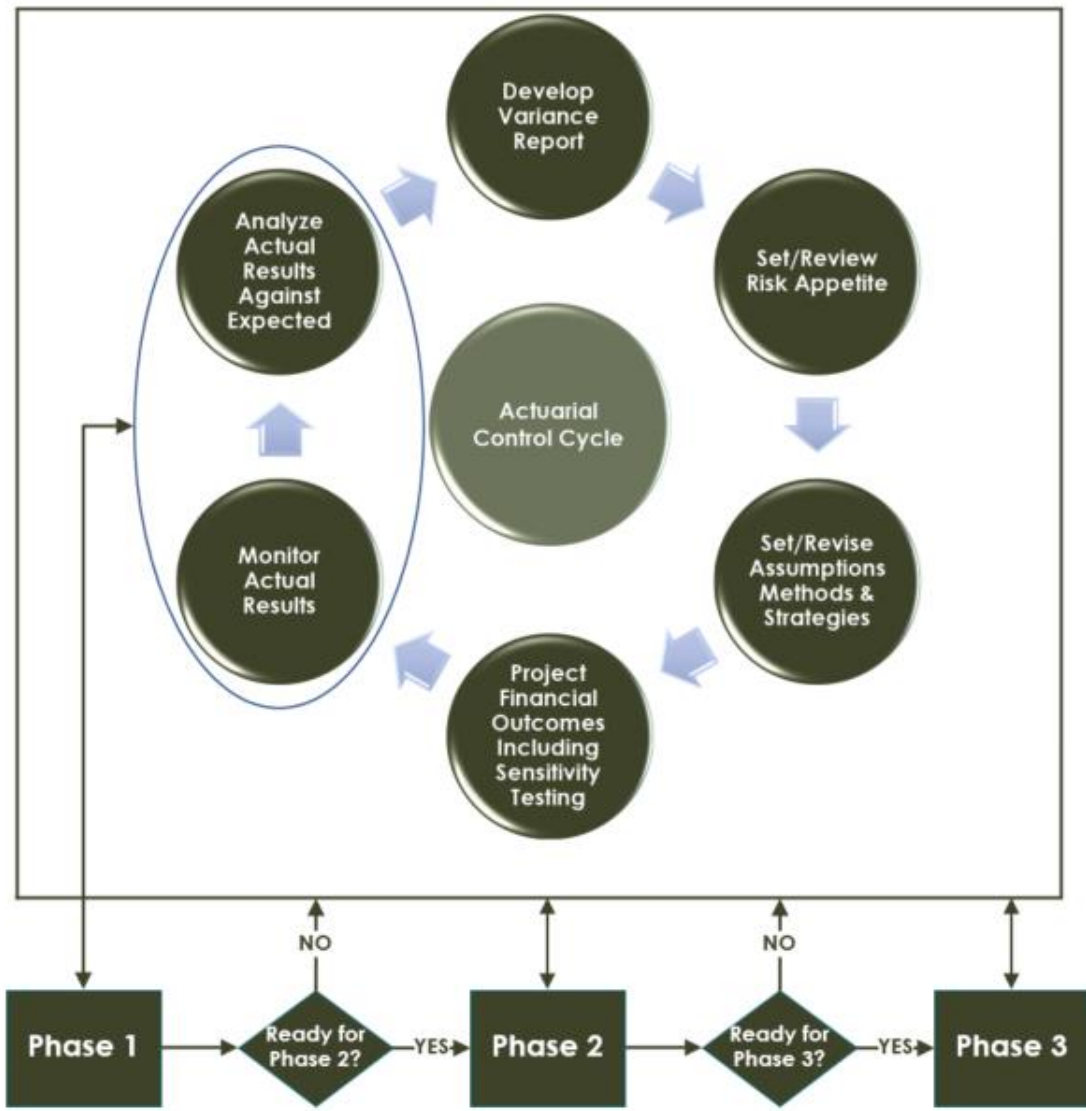 Develop
Variance
Report
Analyze
Actual
Results
Against
Expected
Set/Review
Risk Appetite
Actuarial
Control Cycle
Monitor
Actual
Results
Set/Revise
Assumptions
Methods &
Strategies
Project
Financial
Outcomes
Including
Sensitivity
Testing
NO
NO
Phase 1
Ready for
Phase 2?
YES
Phase 2
Ready for
Phase 3?
YES
Phase 3